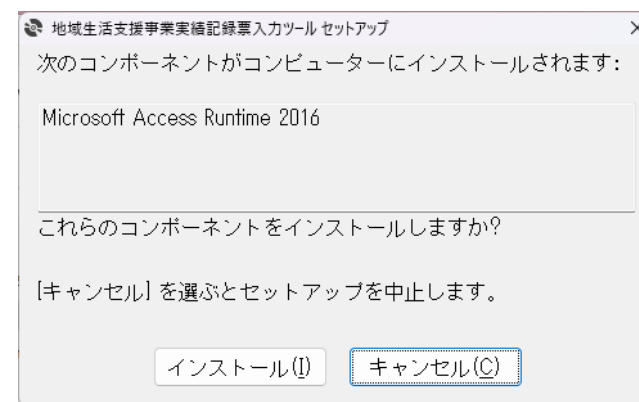 地域生活支援事業実績記録票入力ツール セットアップ
次のコンポーネントがコンピューターにインストールされます:
Microsoft Access Runtime 2016
これらのコンポーネントをインストールしますか?
[キャンセル] を選ぶとセットアップを中止します。
インストール(I) キャンセル(C)